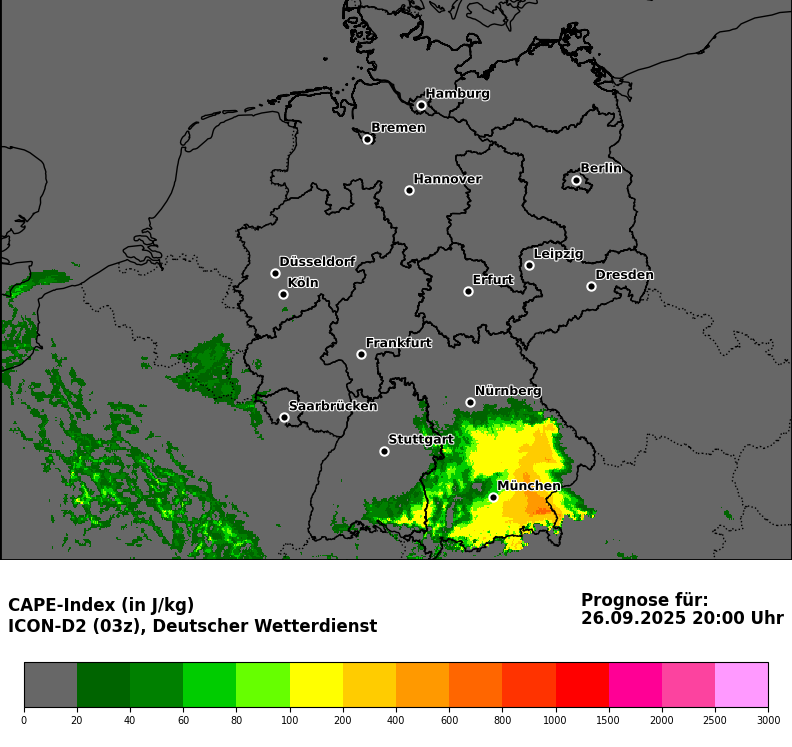 Hamburg
Bremen
Berlin
Hannover
Leipzig
Düsseldorf
Dresden
Köln
Erfurt
Frankfurt
Nürnberg
Saarbrücken
Stuttgart
München
CAPE-Index (in J/kg)
ICON-D2 (03z), Deutscher Wetterdienst
Prognose für:
26.09.2025 20:00 Uhr
0 20 40 60 80 100 200 400 600 800 1000 1500 2000 2500 3000